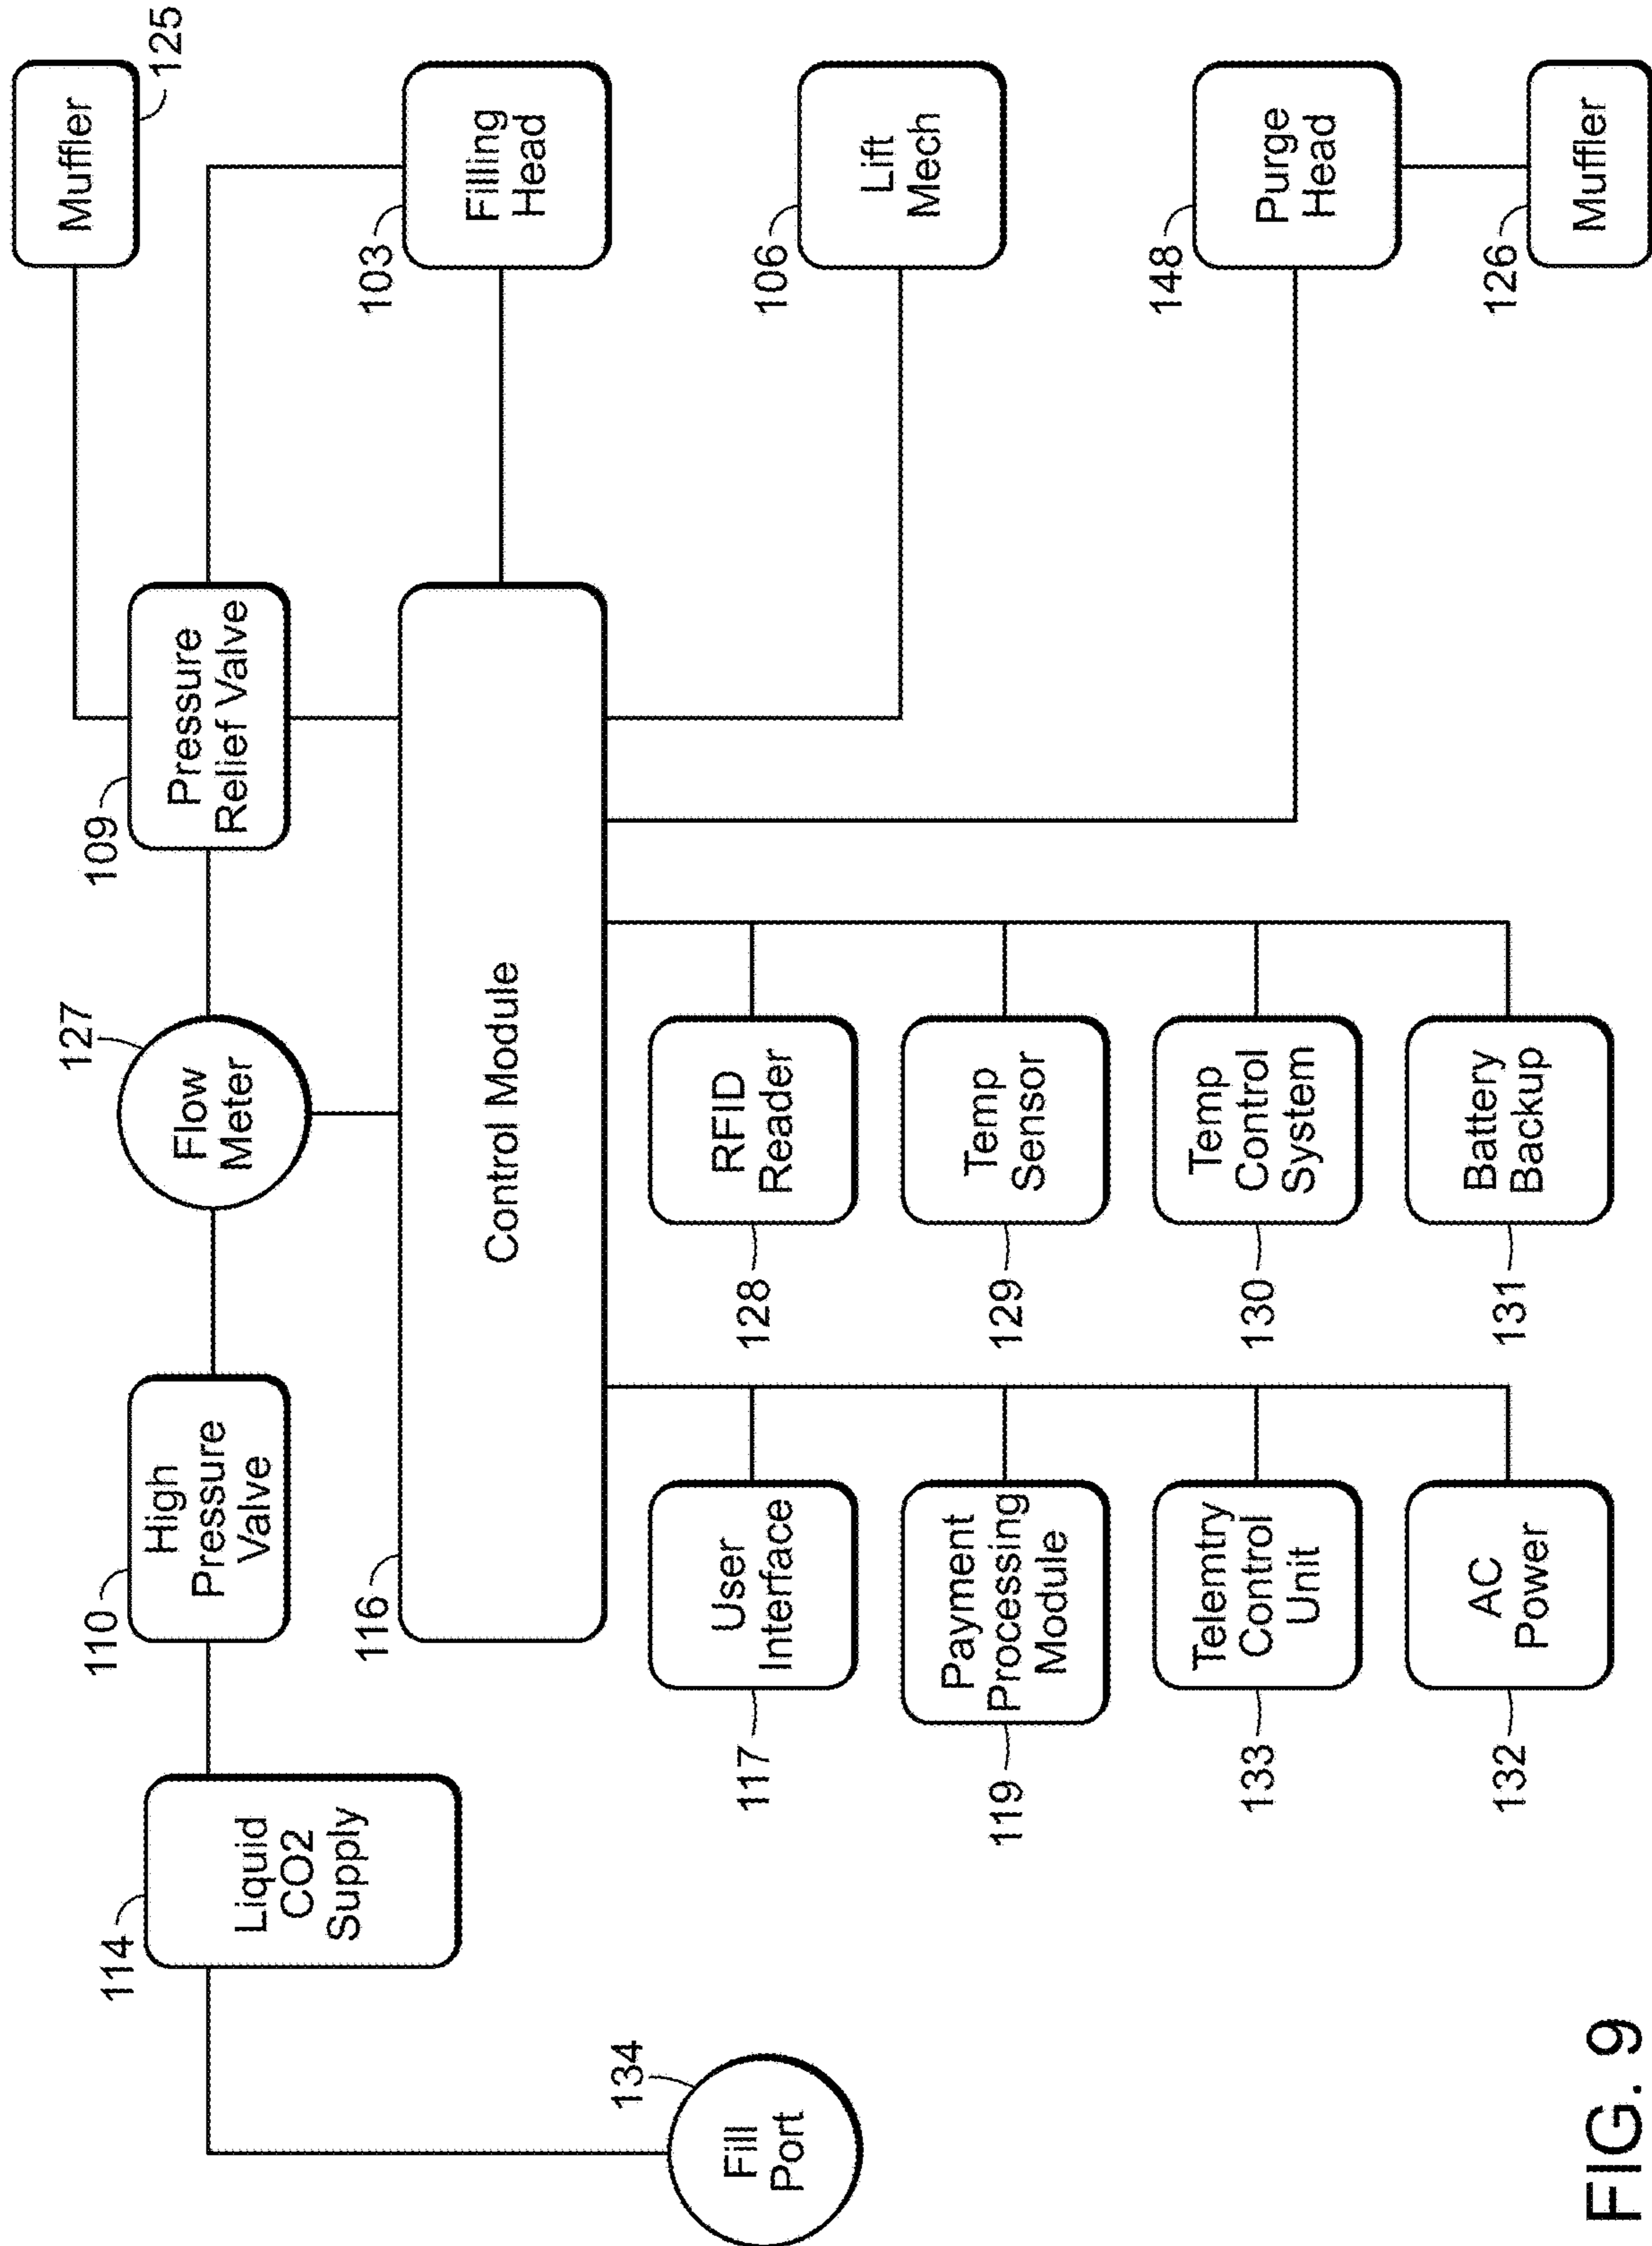 134
Fill
Port
114
Liquid
CO2
Supply
110
High
Pressure
Valve
127
Flow
Meter
109
Pressure
Relief Valve
Muffler
125
116
Control Module
103
Filling
Head
106
Lift
Mech
148
Purge
Head
126
Muffler
117
User
Interface
119
Payment
Processing
Module
133
Telemtry
Control
Unit
132
AC
Power
128
RFID
Reader
129
Temp
Sensor
130
Temp
Control
System
131
Battery
Backup
FIG. 9